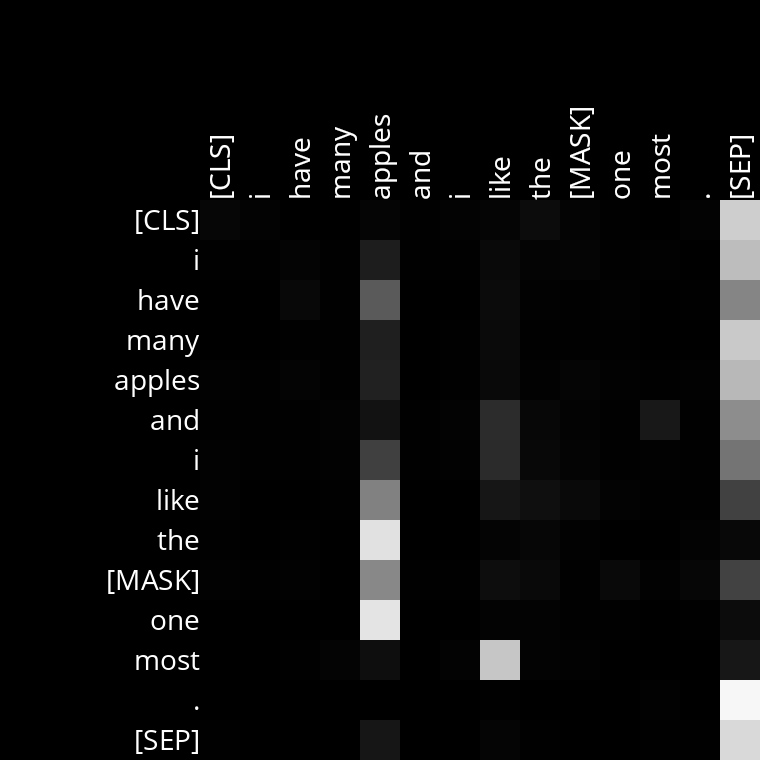 [CLS] i have many apples and i like the [MASK] one most . [SEP]
[CLS]
i
have
many
apples
and
i
like
the
[MASK]
one
most
.
[SEP]